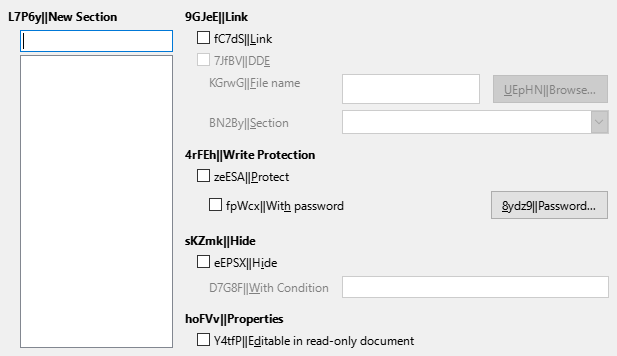 L7P6y||New Section
9GJeE||Link
fC7dS||Link
7JfBV||DDE
KGrwG||File name
UEpHN||Browse...
BN2By||Section
4rFEh||Write Protection
zeESA||Protect
fpWcx||With password
8ydz9||Password...
sKZmk||Hide
eEPSX||Hide
D7G8F||With Condition
hoFVv||Properties
Y4tfP||Editable in read-only document